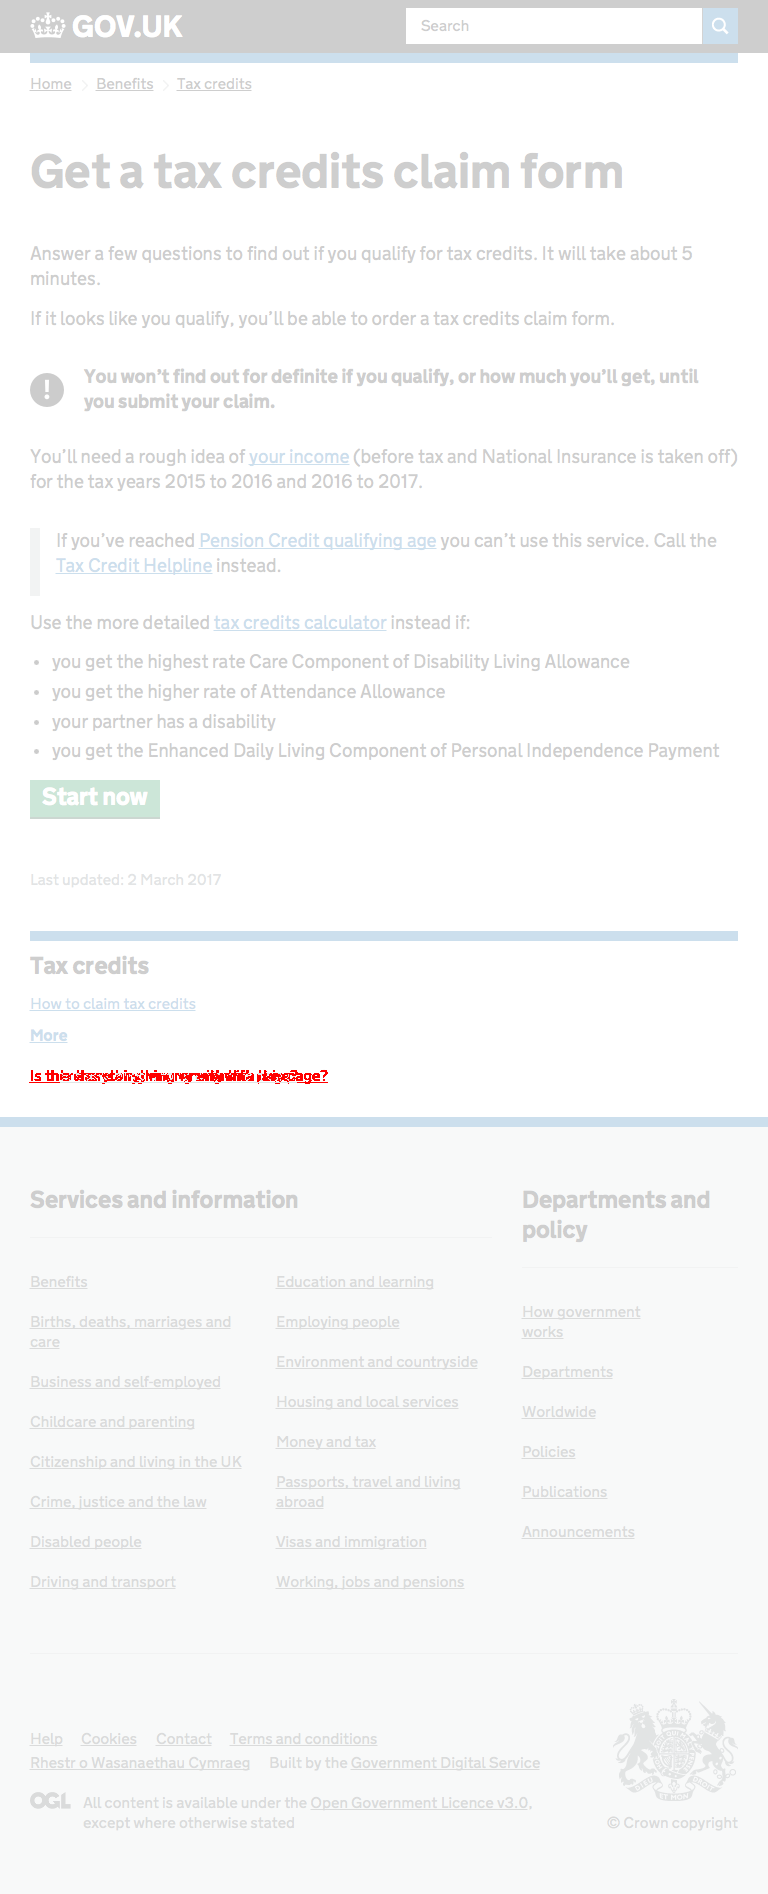 GOV.UK
Search
Home Benefits Tax credits
Get a tax credits claim form
Answer a few questions to find out if you qualify for tax credits. It will take about 5
minutes.
If it looks like you qualify, you’ll be able to order a tax credits claim form.
You won’t find out for definite if you qualify, or how much you’ll get, until
you submit your claim.
You’ll need a rough idea of your income (before tax and National Insurance is taken off)
for the tax years 2015 to 2016 and 2016 to 2017.
If you’ve reached Pension Credit qualifying age you can’t use this service. Call the
Tax Credit Helpline instead.
Use the more detailed tax credits calculator instead if:
• you get the highest rate Care Component of Disability Living Allowance
• you get the higher rate of Attendance Allowance
• your partner has a disability
• you get the Enhanced Daily Living Component of Personal Independence Payment
Start now
Last updated: 2 March 2017
Tax credits
How to claim tax credits
More
Services and information
Benefits
Births, deaths, marriages and
care
Business and self-employed
Childcare and parenting
Citizenship and living in the UK
Crime, justice and the law
Disabled people
Driving and transport
Education and learning
Employing people
Environment and countryside
Housing and local services
Money and tax
Passports, travel and living
abroad
Visas and immigration
Working, jobs and pensions
Departments and
policy
How government
works
Departments
Worldwide
Policies
Publications
Announcements
Help Cookies Contact Terms and conditions
Rhestr o Wasanaethau Cymraeg Built by the Government Digital Service
OGL All content is available under the Open Government Licence v3.0,
except where otherwise stated
© Crown copyright